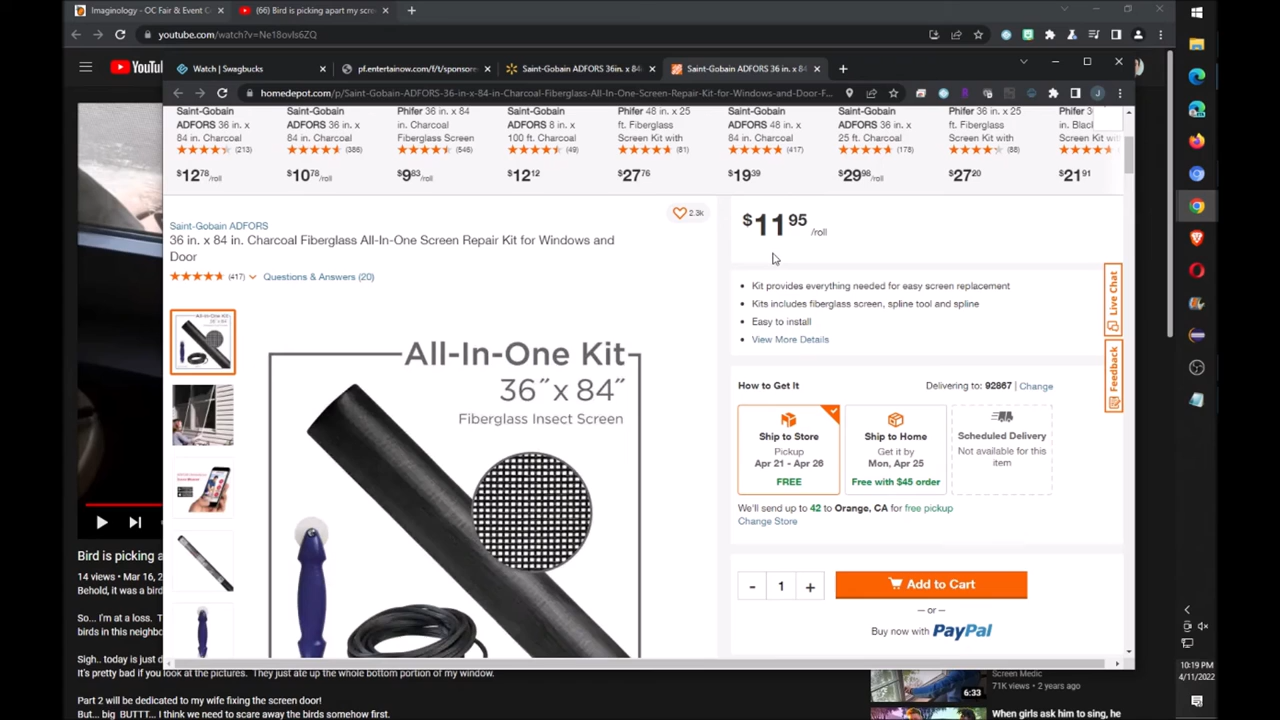 Imaginology - OC Fair & Event C
(66) Bird is picking apart my scre
youtube.com/watch?v=Ne18ovIs6ZQ
Watch | Swagbucks
pf.entertainow.com/f/t/sponsore
Saint-Gobain ADFORS 36in. x 84
Saint-Gobain ADFORS 36 in. x 84
homedepot.com/p/Saint-Gobain-ADFORS-36-in-x-84-in-Charcoal-Fiberglass-All-In-One-Screen-Repair-Kit-for-Windows-and-Door-F...
YouTu
Saint-Gobain
ADFORS 36 in. x
84 in. Charcoal
(213)
$12 78 /roll
Saint-Gobain
ADFORS 36 in. x
84 in. Charcoal
(386)
$10 78 /roll
Phifer 36 in. x 84
in. Charcoal
Fiberglass Screen
(546)
$9 83 /roll
Saint-Gobain
ADFORS 8 in. x
100 ft. Charcoal
(49)
$12 12
Phifer 48 in. x 25
ft. Fiberglass
Screen Kit with
(81)
$27 76
Saint-Gobain
ADFORS 48 in. x
84 in. Charcoal
(417)
$19 39
Saint-Gobain
ADFORS 36 in. x
25 ft. Charcoal
(178)
$29 98 /roll
Phifer 36 in. x 25
ft. Fiberglass
Screen Kit with
(88)
$27 20
Phifer 3
in. Black
Screen Kit
$21 91
Saint-Gobain ADFORS
2.3k
36 in. x 84 in. Charcoal Fiberglass All-In-One Screen Repair Kit for Windows and
Door
(417)
Questions & Answers (20)
All-In-One Kit
36″x 84″
Fiberglass Insect Screen
$11 95 /roll
Kit provides everything needed for easy screen replacement
Kits includes fiberglass screen, spline tool and spline
Easy to install
View More Details
Live Chat
Feedback
How to Get It
Delivering to: 92867 | Change
Ship to Store
Pickup
Apr 21 - Apr 26
FREE
Ship to Home
Get it by
Mon, Apr 25
Free with $45 order
Scheduled Delivery
Not available for this
item
We'll send up to 42 to Orange, CA for free pickup
Change Store
- 1 +
Add to Cart
— or —
Buy now with PayPal
Bird is picking a
14 views • Mar 16, 2
Behold, it was a bird
So... I'm at a loss. T
birds in this neighb
Sigh.. today is just d
It's pretty bad if you look at the pictures. They just ate up the whole bottom portion of my window.
Part 2 will be dedicated to my wife fixing the screen door!
But... big BUTTT... I think we need to scare away the birds somehow first.
6:33
Screen Medic
71K views • 2 years ago
When girls ask him to sing, he
10:19 PM
4/11/2022